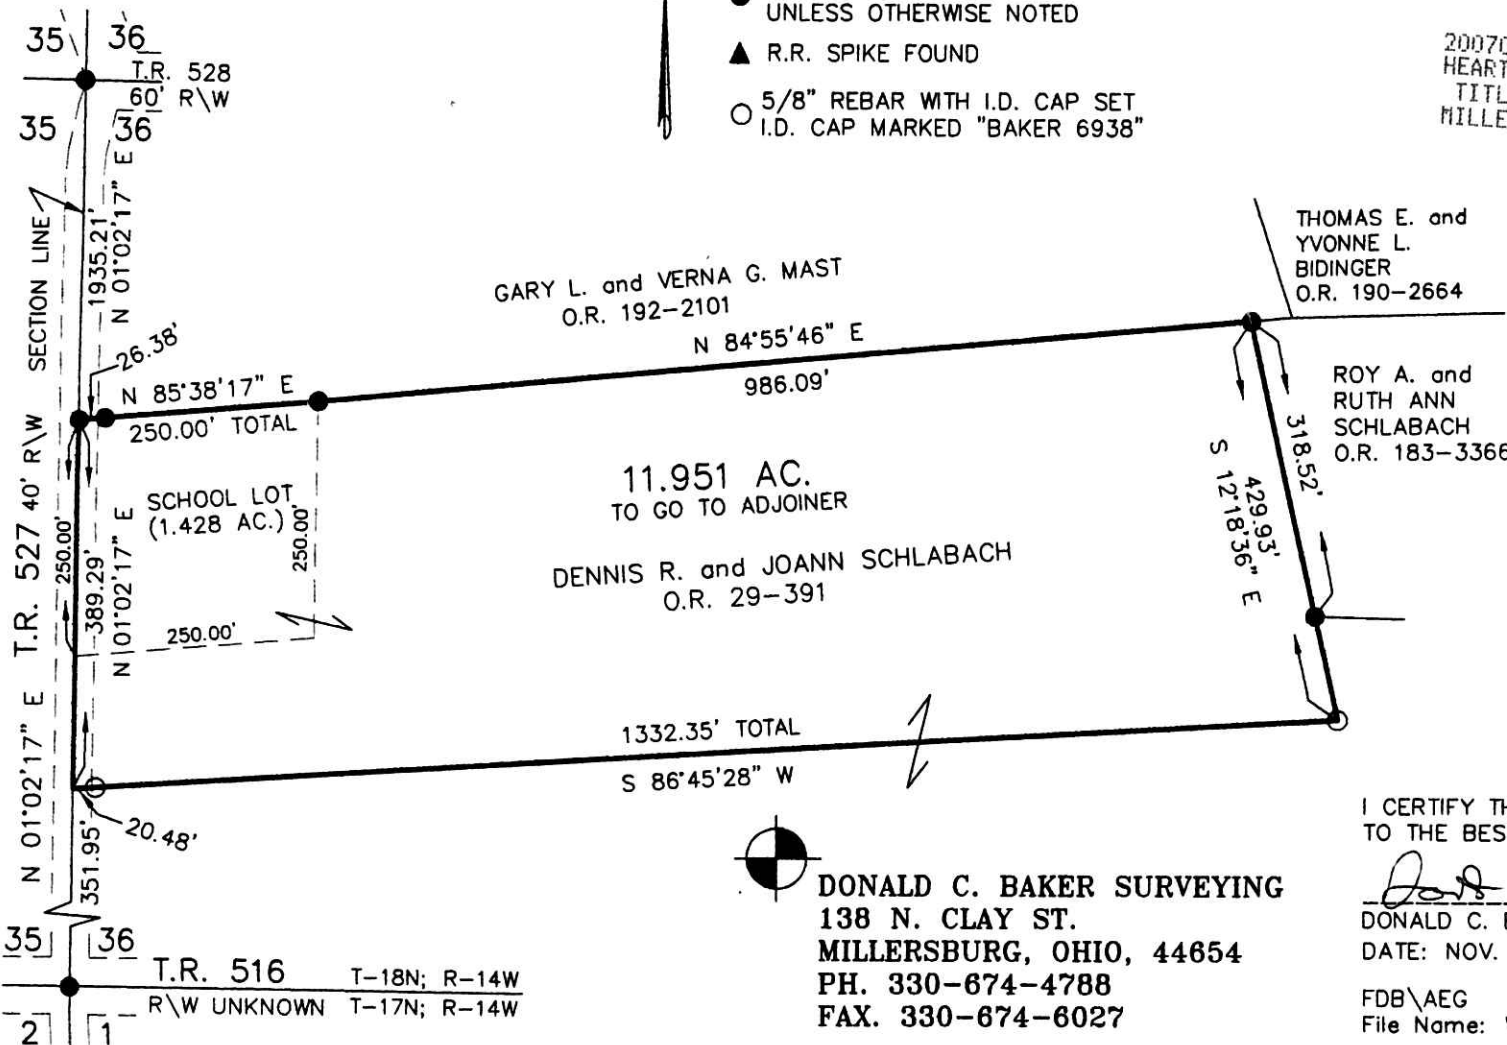 35 36
T.R. 528
60' R\W
35 36
UNLESS OTHERWISE NOTED
R.R. SPIKE FOUND
5/8" REBAR WITH I.D. CAP SET
I.D. CAP MARKED "BAKER 6938"
SECTION LINE
1935.21'
N 01°02'17" E
THOMAS E. and
YVONNE L.
BIDINGER
O.R. 190-2664
GARY L. and VERNA G. MAST
O.R. 192-2101
N 84°55'46" E
986.09'
26.38'
N 85°38'17" E
250.00' TOTAL
ROY A. and
RUTH ANN
SCHLABACH
O.R. 183-3366
318.52'
429.93'
S 12°18'36" E
SCHOOL LOT
(1.428 AC.)
250.00'
250.00'
250.00'
389.29'
N 01°02'17" E
11.951 AC.
TO GO TO ADJOINER
DENNIS R. and JOANN SCHLABACH
O.R. 29-391
N 01°02'17" E T.R. 527 40' R\W
1332.35' TOTAL
S 86°45'28" W
20.48'
351.95'
35 36
T.R. 516 T-18N; R-14W
R\W UNKNOWN T-17N; R-14W
2 1
DONALD C. BAKER SURVEYING
138 N. CLAY ST.
MILLERSBURG, OHIO, 44654
PH. 330-674-4788
FAX. 330-674-6027
I CERTIFY
TO THE BES
DONALD C.
DATE: NOV.
FDB\AEG
File Name: